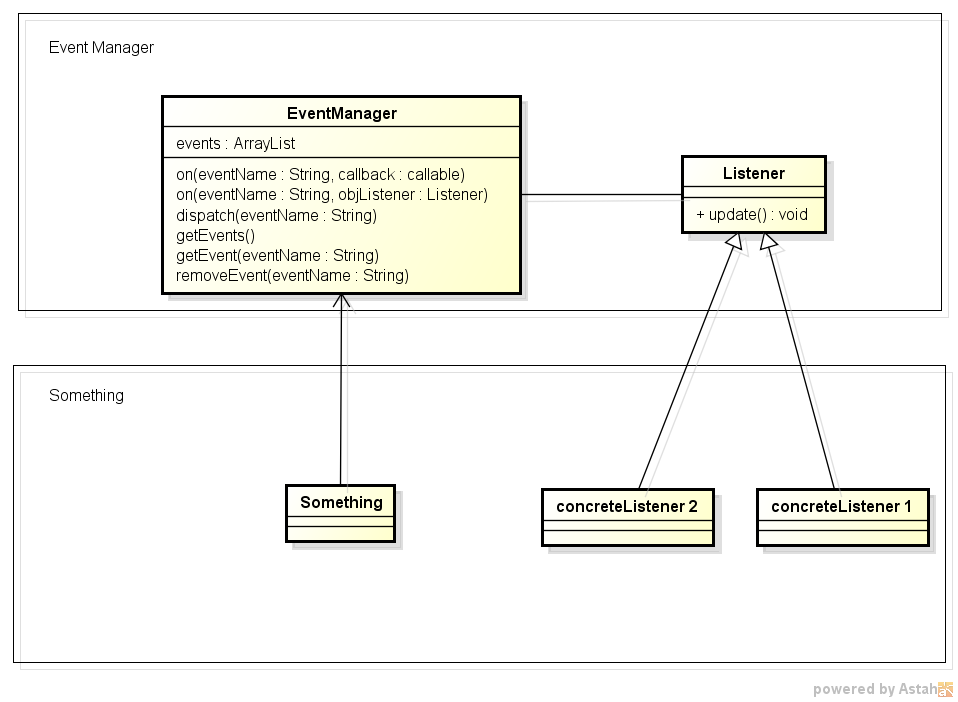 Event Manager
EventManager
events : ArrayList
on(eventName : String, callback : callable)
on(eventName : String, objListener : Listener)
dispatch(eventName : String)
getEvents()
getEvent(eventName : String)
removeEvent(eventName : String)
Listener
+ update() : void
Something
Something
concreteListener 2
concreteListener 1
powered by Astah